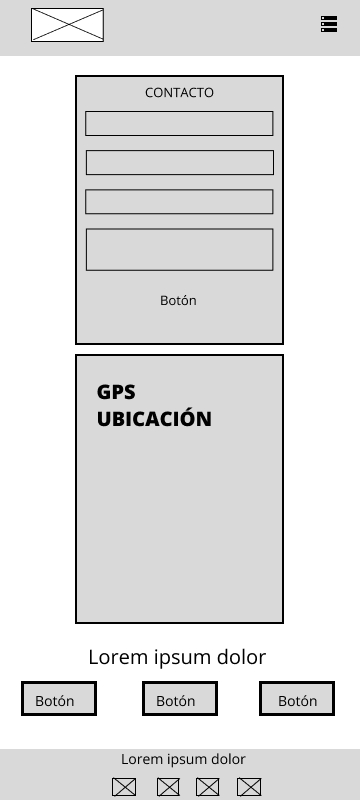 CONTACTO
Botón
GPS
UBICACIÓN
Lorem ipsum dolor
Botón Botón Botón
Lorem ipsum dolor